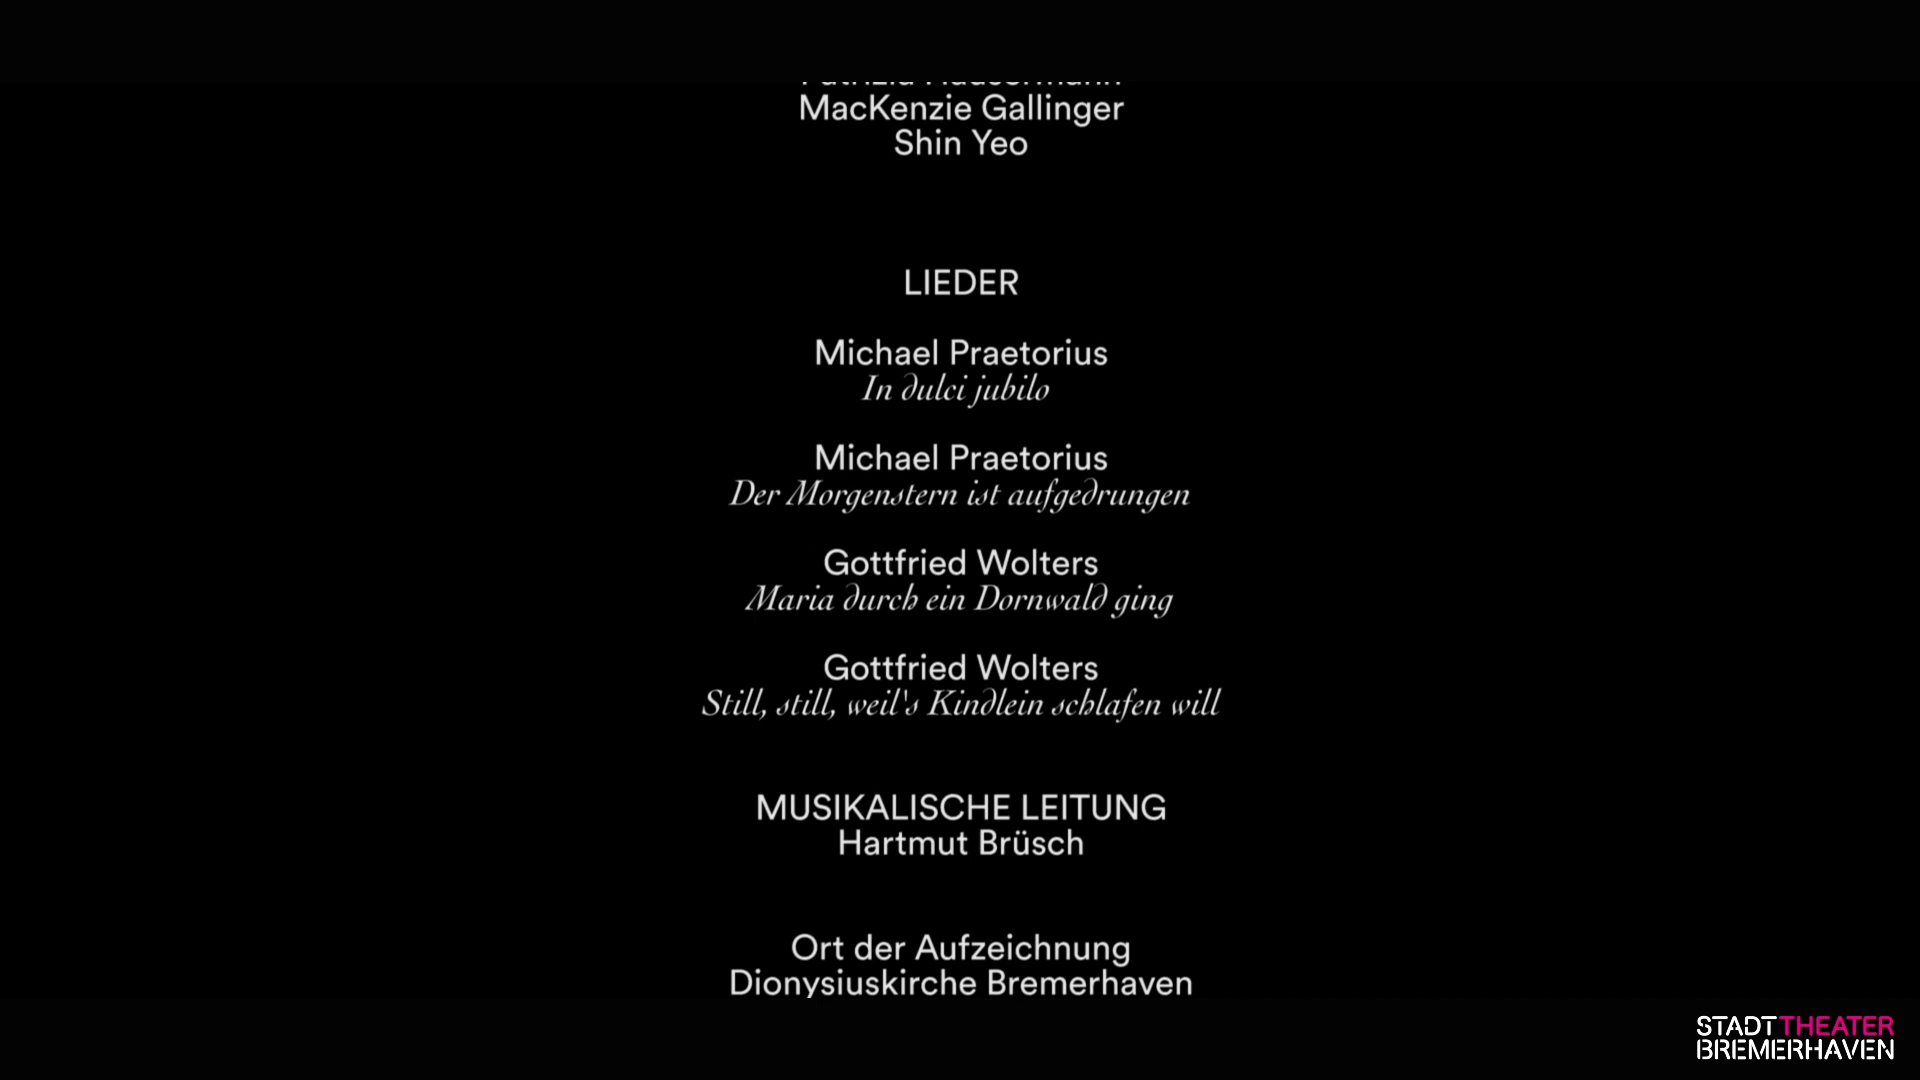 MacKenzie Gallinger
Shin Yeo
LIEDER
Michael Praetorius
In dulci jubilo
Michael Praetorius
Der Morgenstern ist aufgedrungen
Gottfried Wolters
Maria durch ein Dornwald ging
Gottfried Wolters
Still, still, weil's Kindlein schlafen will
MUSIKALISCHE LEITUNG
Hartmut Brüsch
Ort der Aufzeichnung
Dionysiuskirche Bremerhaven
STADTTHEATER
BREMERHAVEN